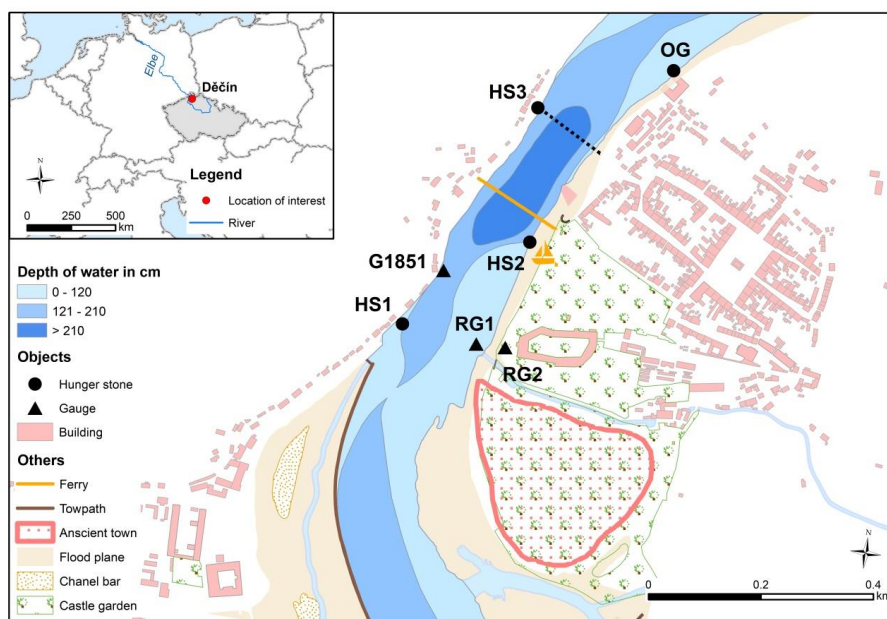 Elbe
Děčín
N
Legend
Location of interest
River
0 250 500
km
OG
HS3
HS2
G1851
HS1
RG1
RG2
Depth of water in cm
0 - 120
121 - 210
> 210
Objects
Hunger stone
Gauge
Building
Others
Ferry
Towpath
Anscient town
Flood plane
Chanel bar
Castle garden
N
0 0.2 0.4
km